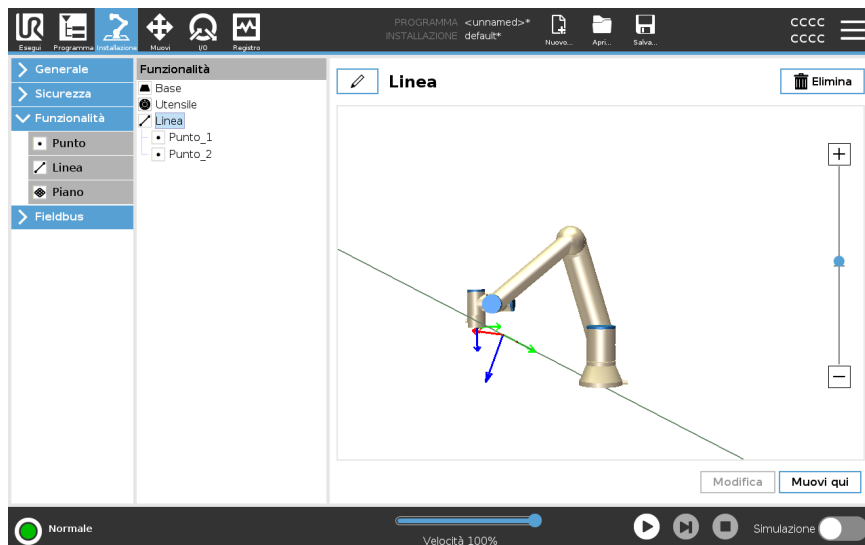 UR
PROGRAMMA <unnamed>*
INSTALLAZIONE default*
CCCC
CCCC
Esegui Programma Installazione Muovi I/O Registro Nuovo... Apri... Salva...
Generale
Sicurezza
Funzionalità
Punto
Linea
Piano
Fieldbus
Funzionalità
Base
Utensile
Linea
Punto_1
Punto_2
Linea
Elimina
Modifica Muovi qui
Normale
Velocità 100%
Simulazione